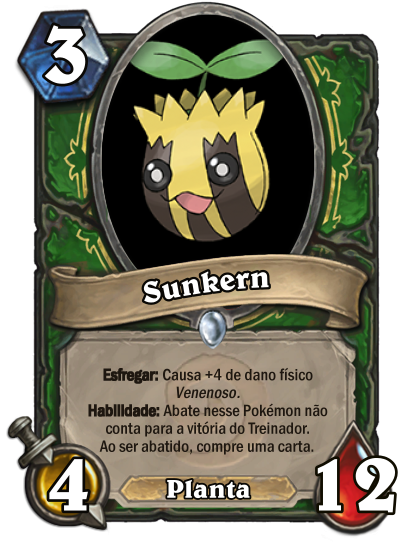 3
Sunkern
Esfregar: Causa +4 de dano físico
Venenoso.
Habilidade: Abate nesse Pokémon não
conta para a vitória do Treinador.
Ao ser abatido, compre uma carta.
4
Planta
12